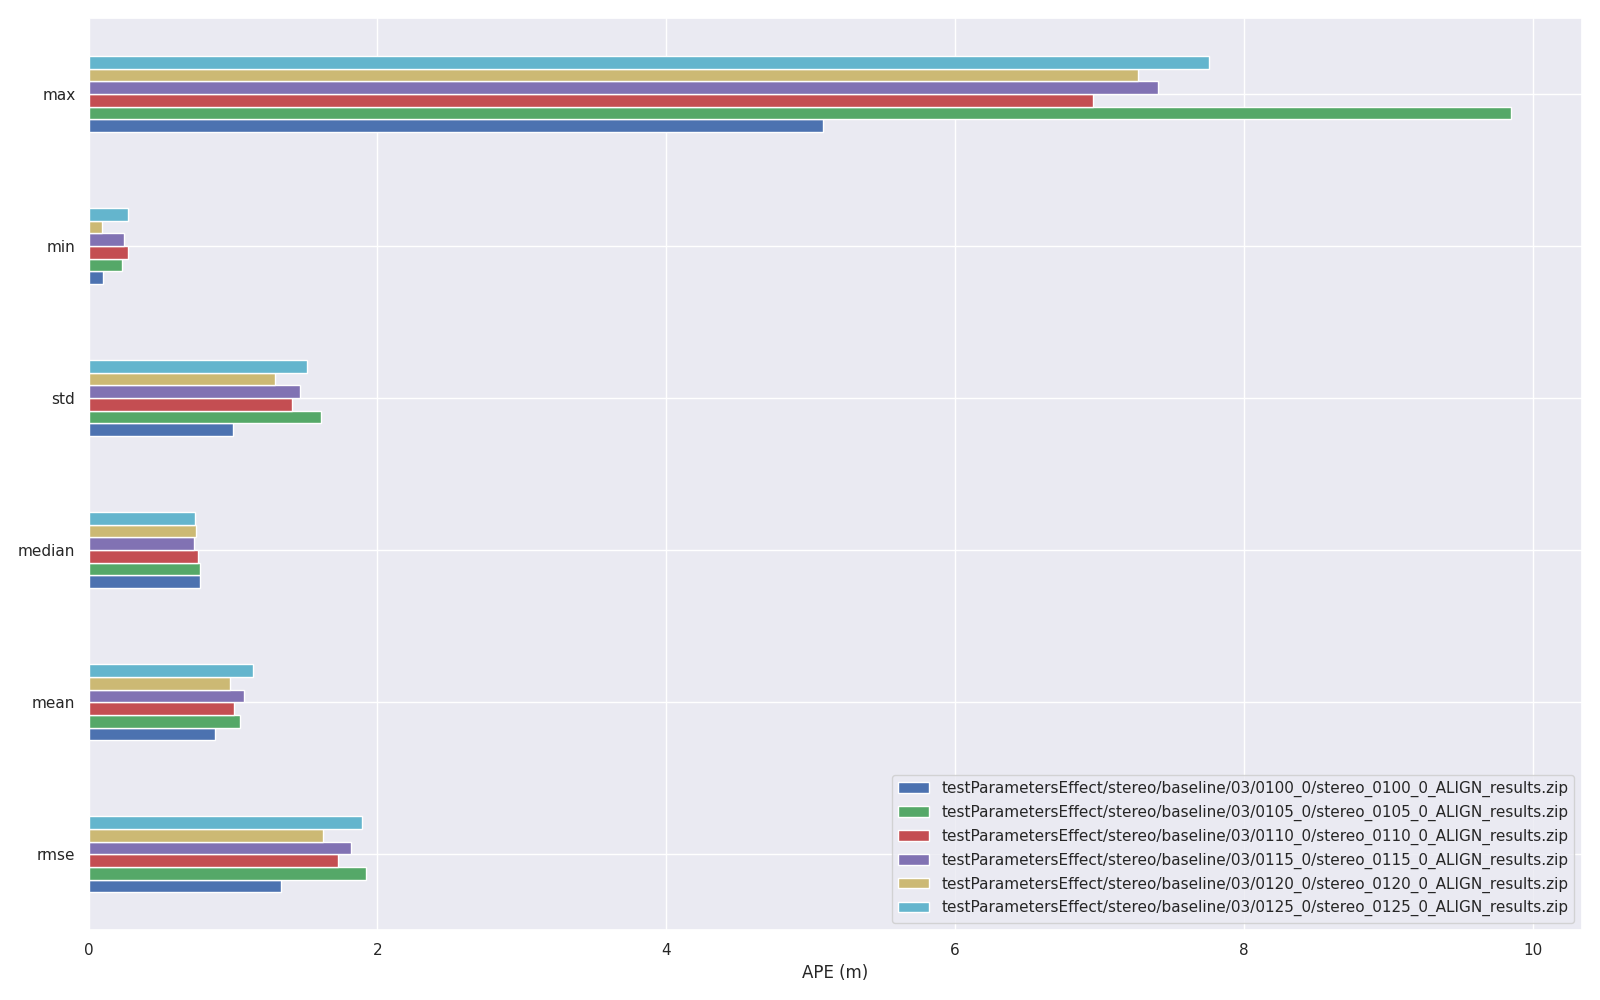 max
min
std
median
mean
rmse
testParametersEffect/stereo/baseline/03/0100_0/stereo_0100_0_ALIGN_results.zip
testParametersEffect/stereo/baseline/03/0105_0/stereo_0105_0_ALIGN_results.zip
testParametersEffect/stereo/baseline/03/0110_0/stereo_0110_0_ALIGN_results.zip
testParametersEffect/stereo/baseline/03/0115_0/stereo_0115_0_ALIGN_results.zip
testParametersEffect/stereo/baseline/03/0120_0/stereo_0120_0_ALIGN_results.zip
testParametersEffect/stereo/baseline/03/0125_0/stereo_0125_0_ALIGN_results.zip
0 2 4 6 8 10
APE (m)